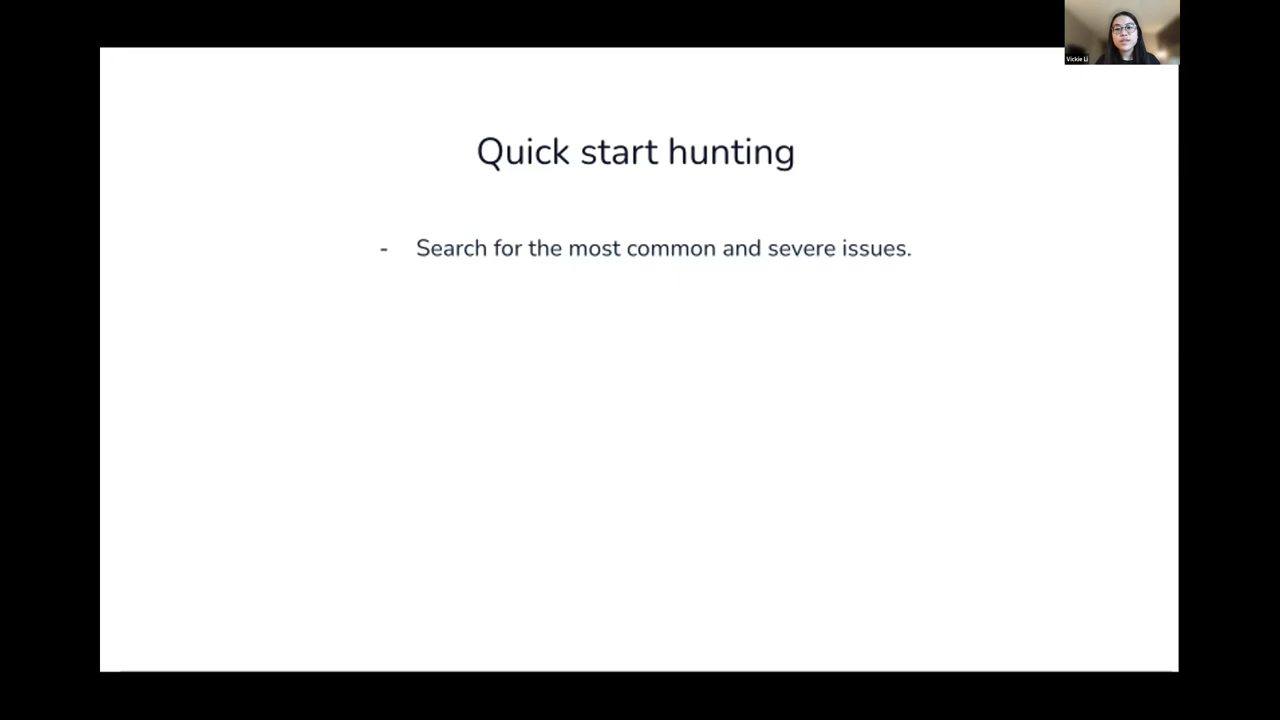 Vickie Li
Quick start hunting
- Search for the most common and severe issues.